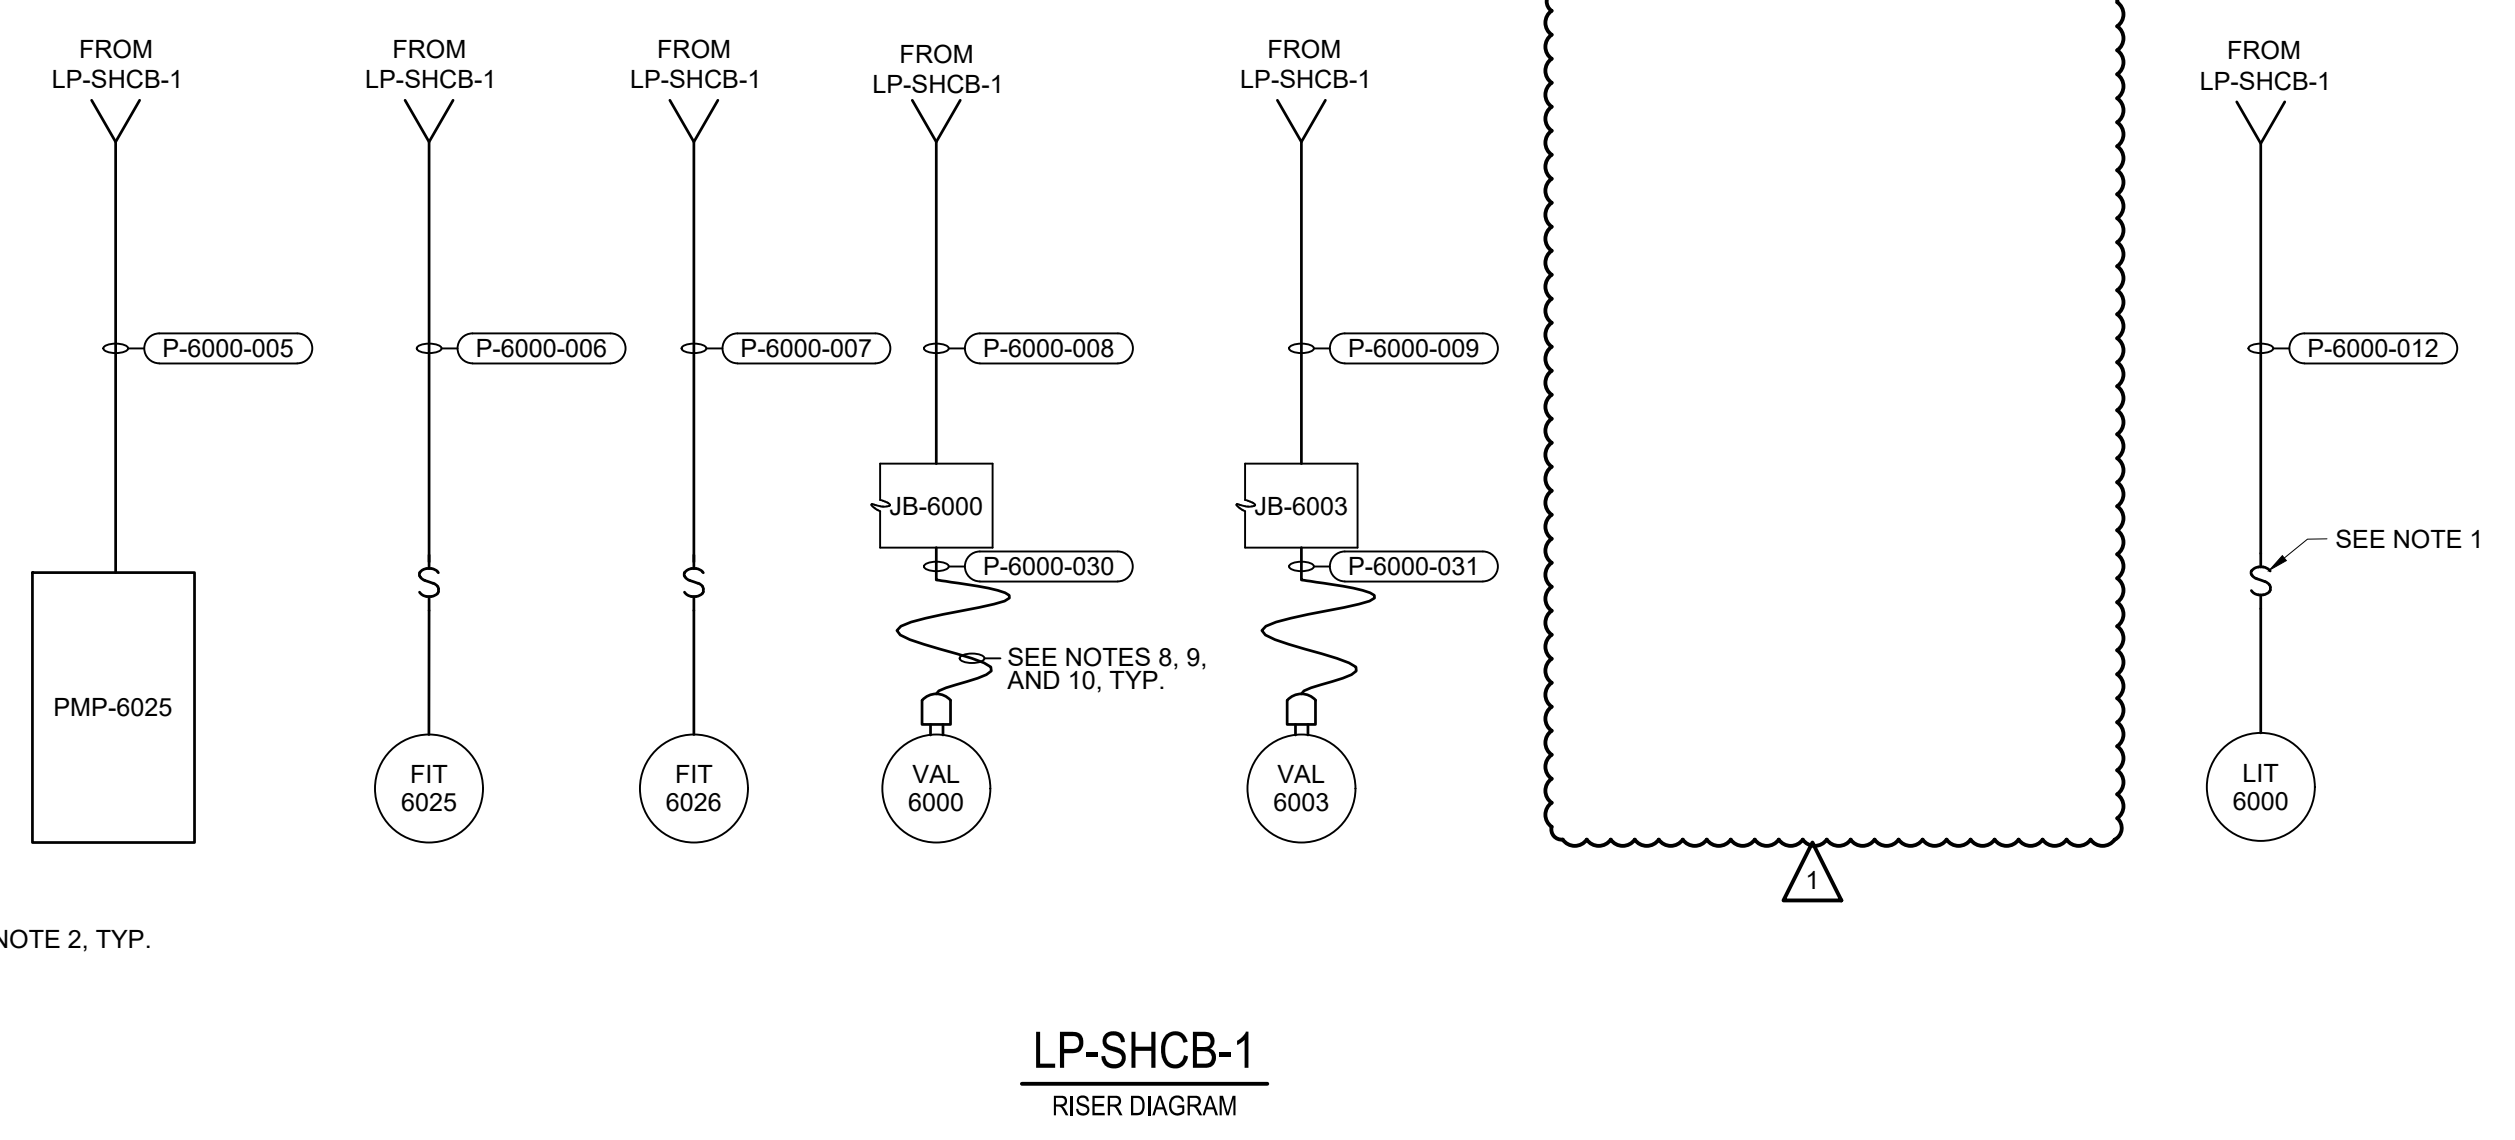 FROM
LP-SHCB-1
FROM
LP-SHCB-1
FROM
LP-SHCB-1
FROM
LP-SHCB-1
FROM
LP-SHCB-1
FROM
LP-SHCB-1
P-6000-005
P-6000-006
P-6000-007
P-6000-008
P-6000-009
P-6000-012
JB-6000
JB-6003
SEE NOTE 1
P-6000-030
P-6000-031
S
S
S
SEE NOTES 8, 9,
AND 10, TYP.
PMP-6025
FIT
6025
FIT
6026
VAL
6000
VAL
6003
LIT
6000
1
NOTE 2, TYP.
LP-SHCB-1
RISER DIAGRAM